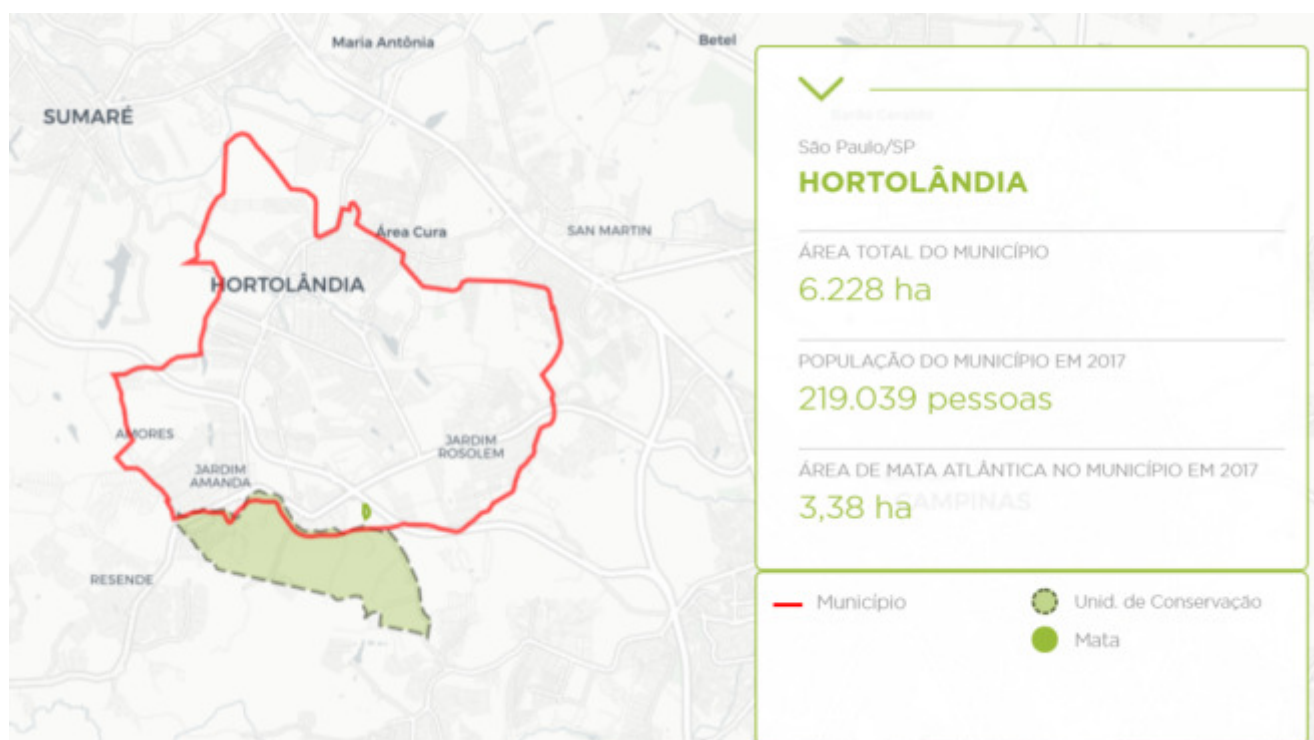 Maria Antônia
Betel
SUMARÉ
Área Cura
SAN MARTIN
HORTOLÂNDIA
AMORES
JARDIM
ROSOLEM
JARDIM
AMANDA
RESENDE
São Paulo/SP
HORTOLÂNDIA
ÁREA TOTAL DO MUNICÍPIO
6.228 ha
POPULAÇÃO DO MUNICÍPIO EM 2017
219.039 pessoas
ÁREA DE MATA ATLÂNTICA NO MUNICÍPIO EM 2017
3,38 ha
CAMPINAS
Município
Unid. de Conservação
Mata